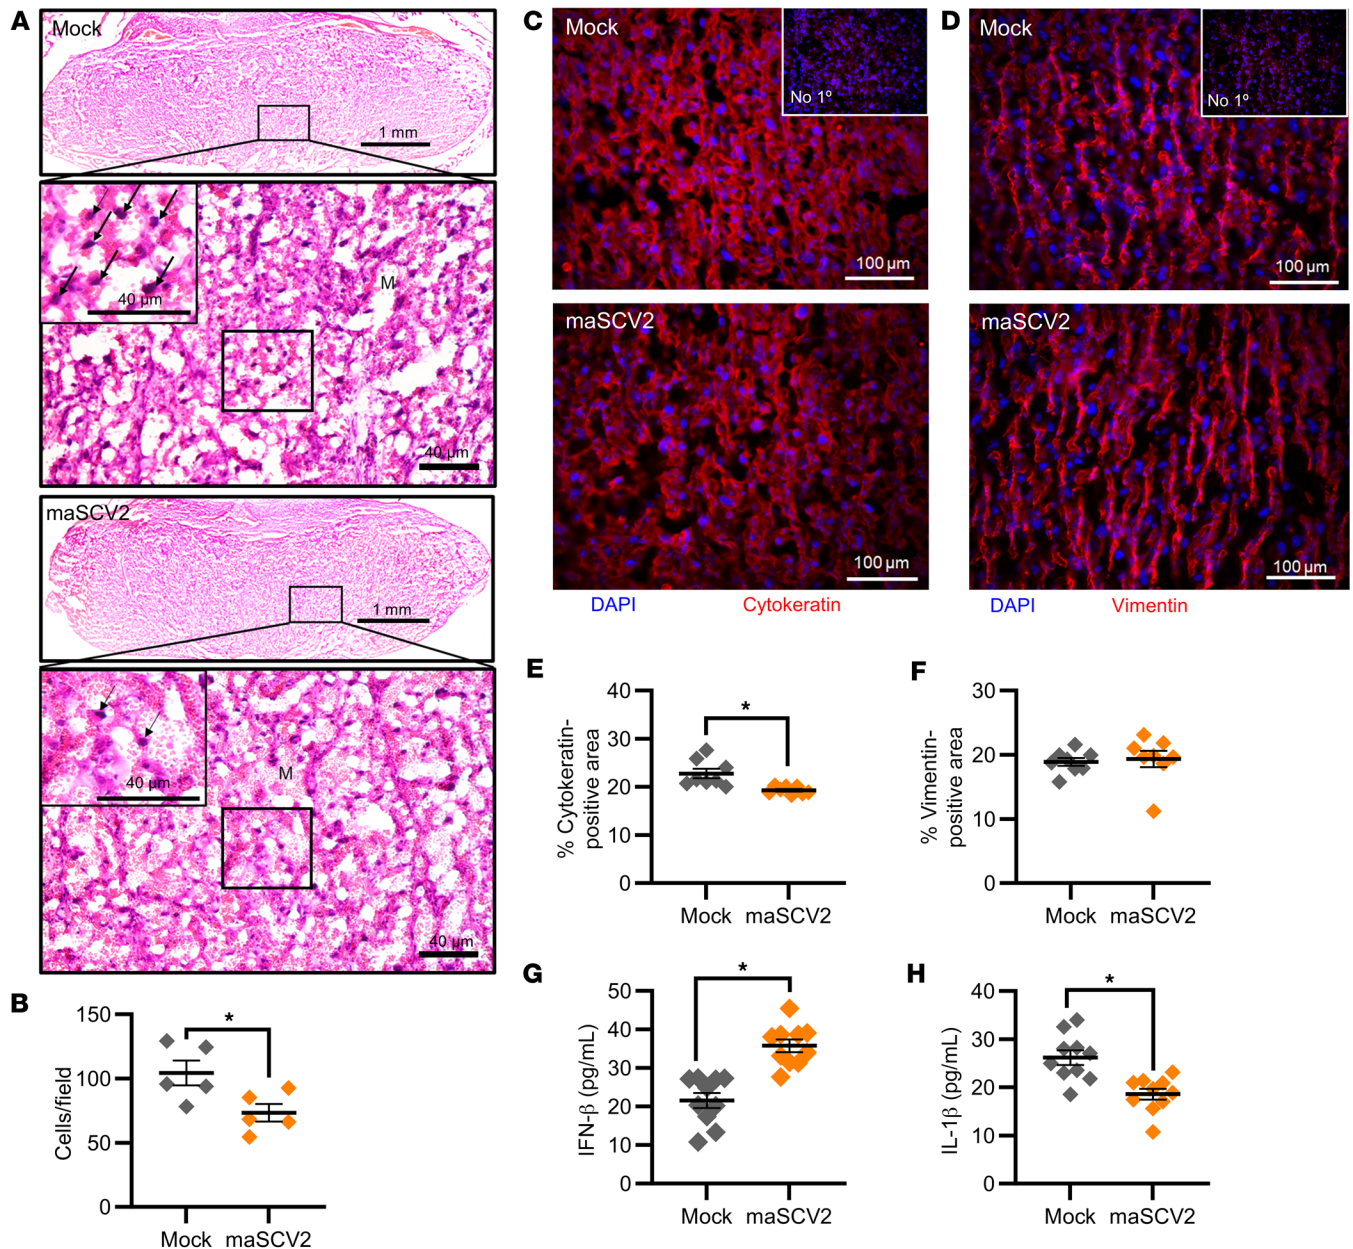 A
Mock
1 mm
40 µm
M
40 µm
maSCV2
1 mm
40 µm
M
40 µm
B
150
100
50
0
Cells/field
*
Mock maSCV2
C
Mock
No 1º
100 µm
maSCV2
100 µm
DAPI Cytokeratin
D
Mock
No 1º
100 µm
maSCV2
100 µm
DAPI Vimentin
E
40
30
20
10
0
% Cytokeratin-
positive area
*
Mock maSCV2
F
30
20
10
0
% Vimentin-
positive area
Mock maSCV2
G
50
40
30
20
10
0
IFN-β (pg/mL)
*
Mock maSCV2
H
40
30
20
10
0
IL-1β (pg/mL)
*
Mock maSCV2